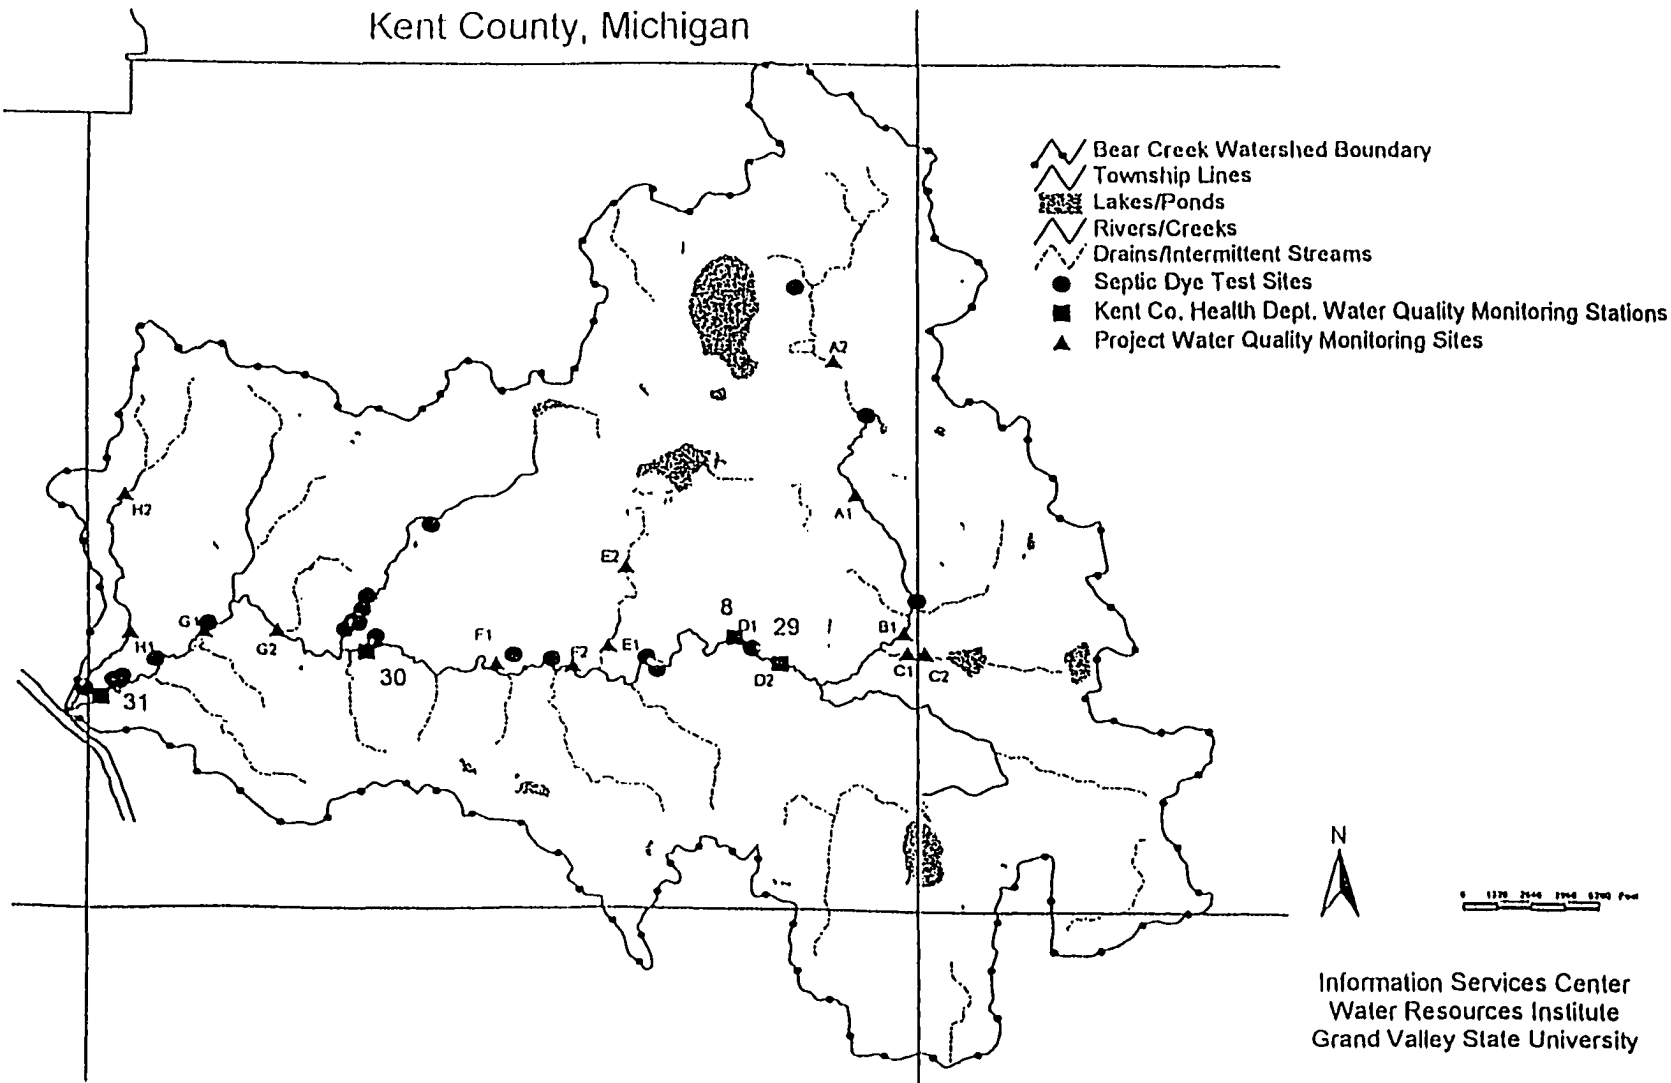 Kent County, Michigan
Bear Creek Watershed Boundary
Township Lines
Lakes/Ponds
Rivers/Creeks
Drains/Intermittent Streams
Septic Dye Test Sites
Kent Co. Health Dept. Water Quality Monitoring Stations
Project Water Quality Monitoring Sites
A2
H2
A1
E2
8
G1
D1
29
B1
H1
G2
F1
F2
E1
30
D2
C1
C2
31
N
Information Services Center
Water Resources Institute
Grand Valley State University